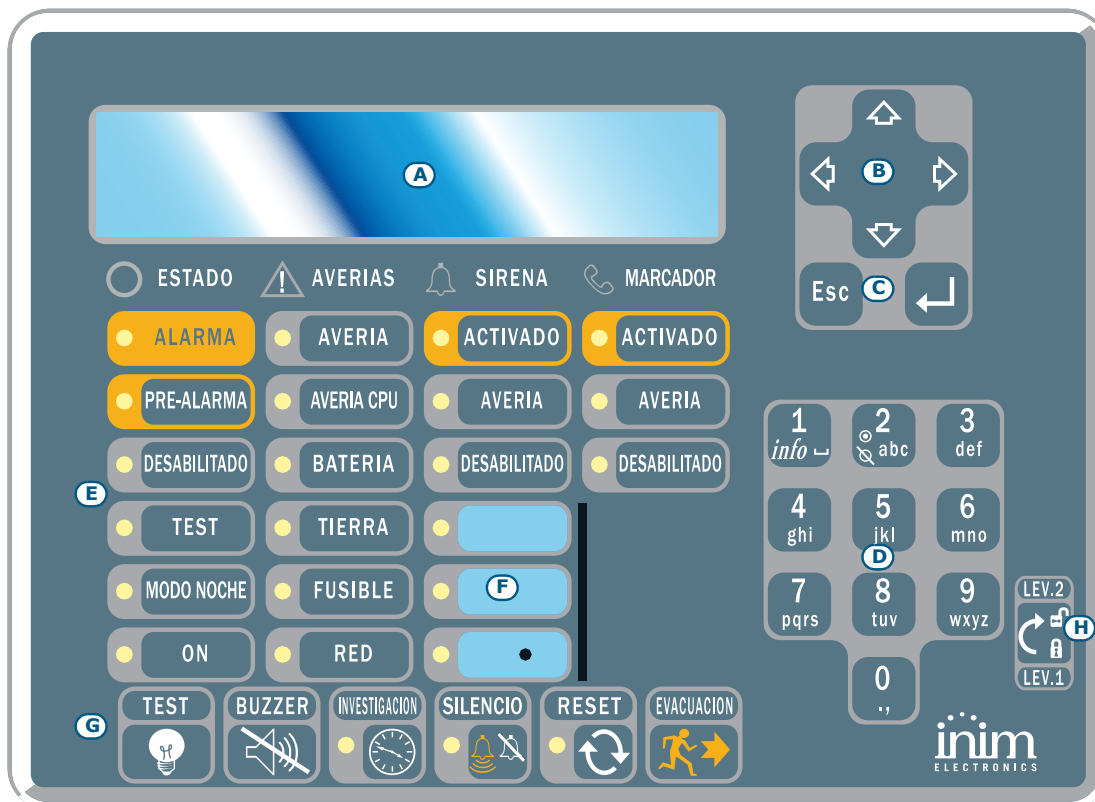 A
B
Esc
C
ESTADO
AVERIAS
SIRENA
MARCADOR
ALARMA
AVERIA
ACTIVADO
ACTIVADO
PRE-ALARMA
AVERIA CPU
AVERIA
AVERIA
DESABILITADO
BATERIA
DESABILITADO
DESABILITADO
E
TEST
TIERRA
MODO NOCHE
FUSIBLE
F
ON
RED
1
info
2
abc
3
def
4
ghi
5
jkl
6
mno
D
7
pqrs
8
tuv
9
wxyz
0
.,
LEV.2
H
LEV.1
G
TEST
BUZZER
INVESTIGACION
SILENCIO
RESET
EVACUACION
inim
ELECTRONICS